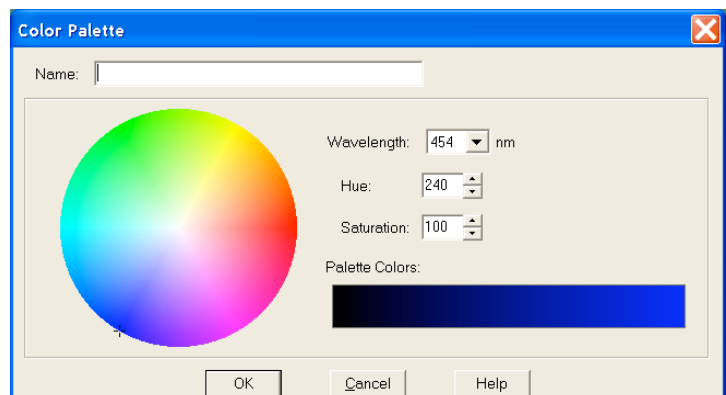 Color Palette
Name:
Wavelength: 454 nm
Hue: 240
Saturation: 100
Palette Colors:
OK Cancel Help